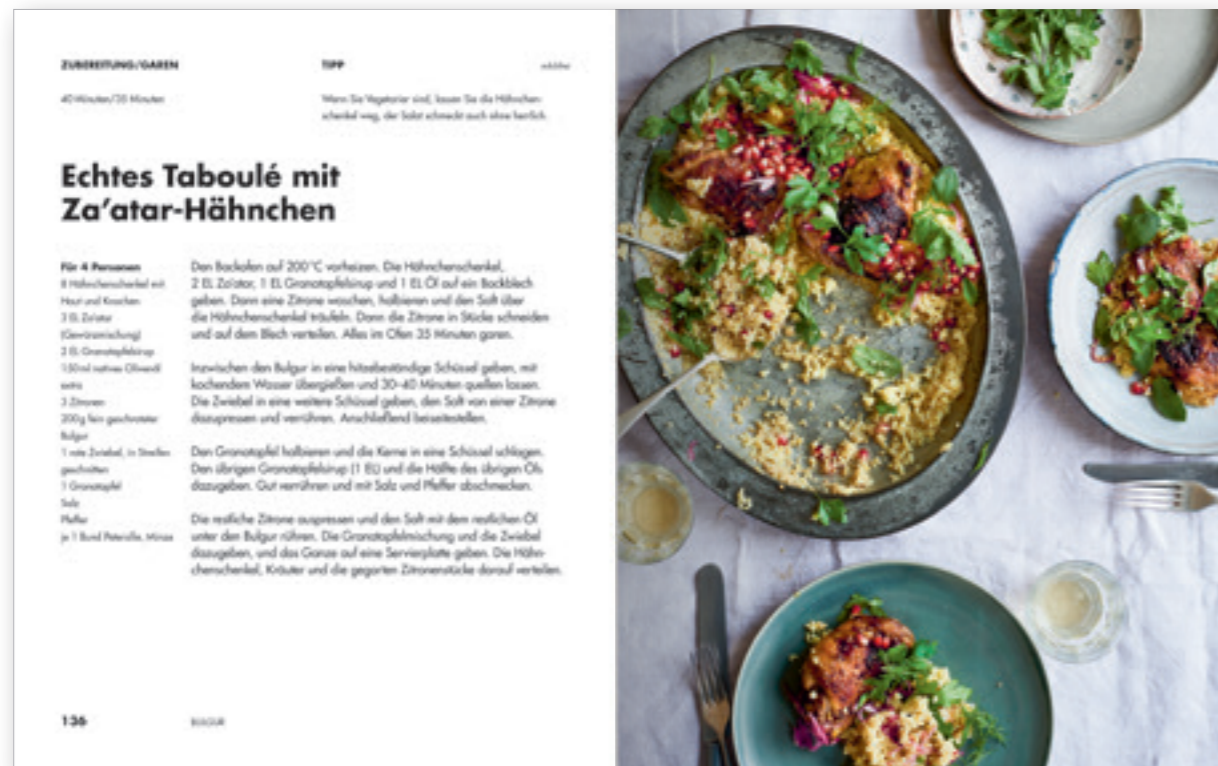 ZUBEREITUNG/GAREN
40 Minuten/35 Minuten
TIPP
Wenn Sie Vegetarier sind, lassen Sie die Hähnchen-
schenkel weg, der Salat schmeckt auch ohne herrlich.
Echtes Taboulé mit
Za’atar-Hähnchen
Für 4 Personen
8 Hähnchenschenkel mit
Haut und Knochen
3 EL Za’atar
(Gewürzmischung)
2 EL Granatapfelsirup
150 ml natives Olivenöl
extra
3 Zitronen
200 g fein geschroteter
Bulgur
1 rote Zwiebel, in Streifen
geschnitten
1 Granatapfel
Salz
Pfeffer
je 1 Bund Petersilie, Minze
Den Backofen auf 200 °C vorheizen. Die Hähnchenschenkel,
2 EL Za’atar, 1 EL Granatapfelsirup und 1 EL Öl auf ein Backblech
geben. Dann eine Zitrone waschen, halbieren und den Saft über
die Hähnchenschenkel träufeln. Dann die Zitrone in Stücke schneiden
und auf dem Blech verteilen. Alles im Ofen 35 Minuten garen.
Inzwischen den Bulgur in eine hitzebeständige Schüssel geben, mit
kochendem Wasser übergießen und 30–40 Minuten quellen lassen.
Die Zwiebel in eine weitere Schüssel geben, den Saft von einer Zitrone
dazupressen und verrühren. Anschließend beiseitestellen.
Den Granatapfel halbieren und die Kerne in eine Schüssel schlagen.
Den übrigen Granatapfelsirup (1 EL) und die Hälfte des übrigen Öls
dazugeben. Gut verrühren und mit Salz und Pfeffer abschmecken.
Die restliche Zitrone auspressen und den Saft mit dem restlichen Öl
unter den Bulgur rühren. Die Granatapfelmischung und die Zwiebel
dazugeben, und das Ganze auf eine Servierplatte geben. Die Hähn-
chenschenkel, Kräuter und die gegarten Zitronenstücke darauf verteilen.
136
BULGUR